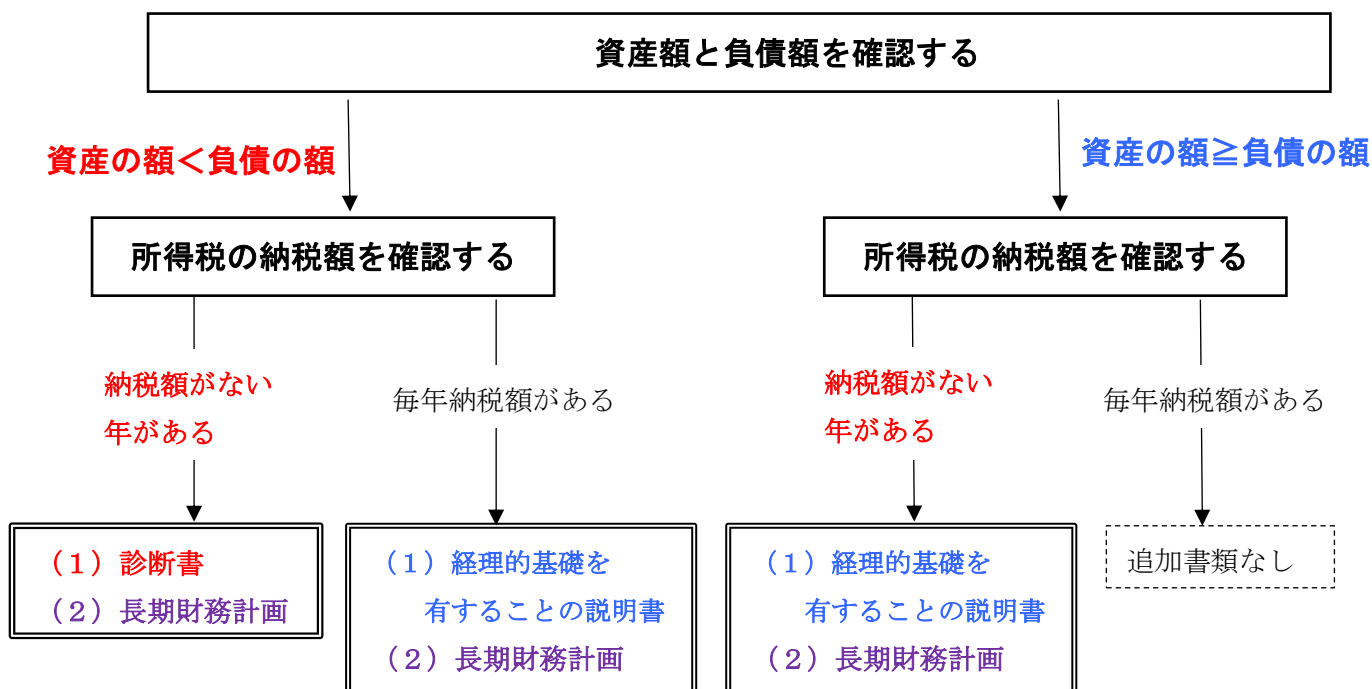 資産額と負債額を確認する
資産の額＜負債の額
資産の額≧負債の額
所得税の納税額を確認する
所得税の納税額を確認する
納税額がない
年がある
毎年納税額がある
納税額がない
年がある
毎年納税額がある
（１）診断書
（２）長期財務計画
（１）経理的基礎を
有することの説明書
（２）長期財務計画
（１）経理的基礎を
有することの説明書
（２）長期財務計画
追加書類なし